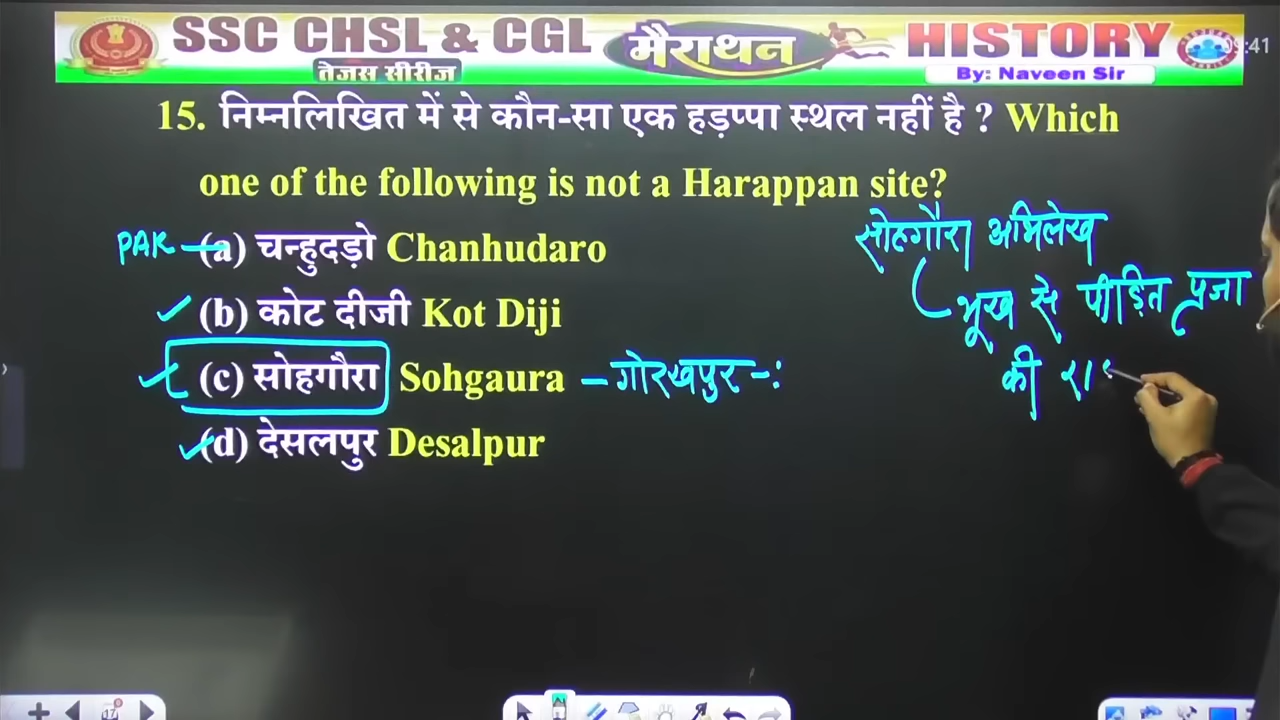 SSC CHSL & CGL मैराथन HISTORY
तेजस सीरीज By: Naveen Sir
15. निम्नलिखित में से कौन-सा एक हड़प्पा स्थल नहीं है ? Which
one of the following is not a Harappan site?
PAK (a) चन्हुदड़ो Chanhudaro
(b) कोट दीजी Kot Diji
(c) सोहगौरा Sohgaura – गोरखपुर -:
(d) देसलपुर Desalpur
सोहगौरा अभिलेख
भूख से पीड़ित प्रजा
की